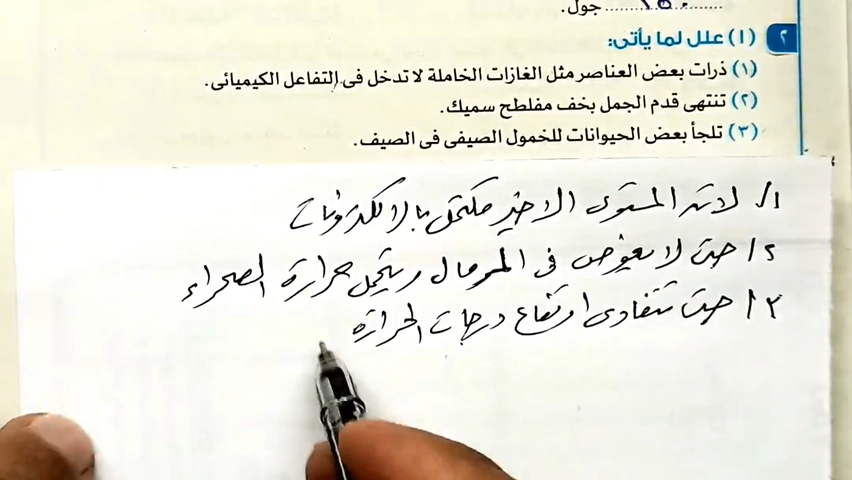 ١٥٠ جول.
٢ (١) علل لما يأتى:
(١) ذرات بعض العناصر مثل الغازات الخاملة لا تدخل فى التفاعل الكيميائى.
(٢) تنتهى قدم الجمل بخف مفلطح سميك.
(٣) تلجأ بعض الحيوانات للخمول الصيفى فى الصيف.
١/ لان المستوى الاخير مكتمل بالالكترونات
٢/ حتى لا يغوص فى الرمال ويتحمل حرارة الصحراء
٣/ حتى تتفادى ارتفاع درجات الحرارة